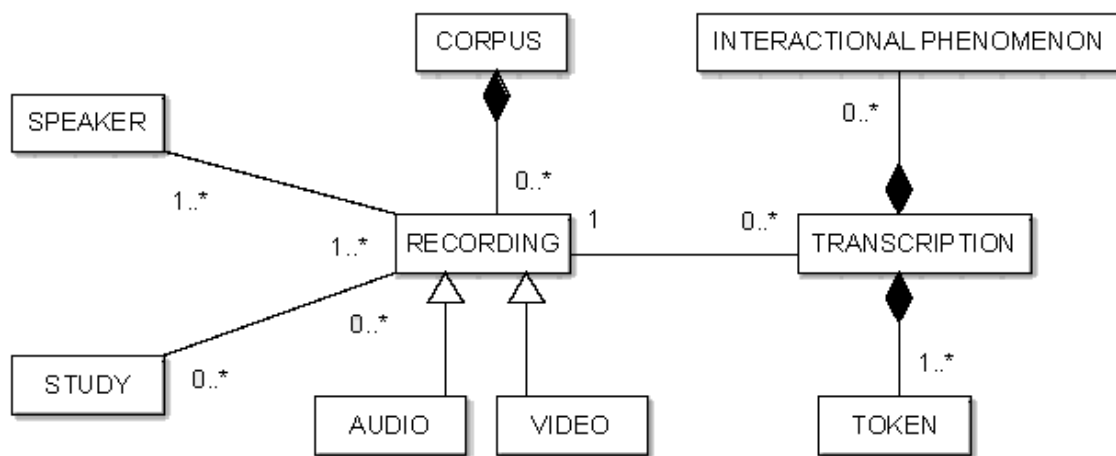 CORPUS
INTERACTIONAL PHENOMENON
SPEAKER
0..*
1..*
0..*
1..*
RECORDING
1
0..*
TRANSCRIPTION
0..*
STUDY
0..*
1..*
AUDIO
VIDEO
TOKEN